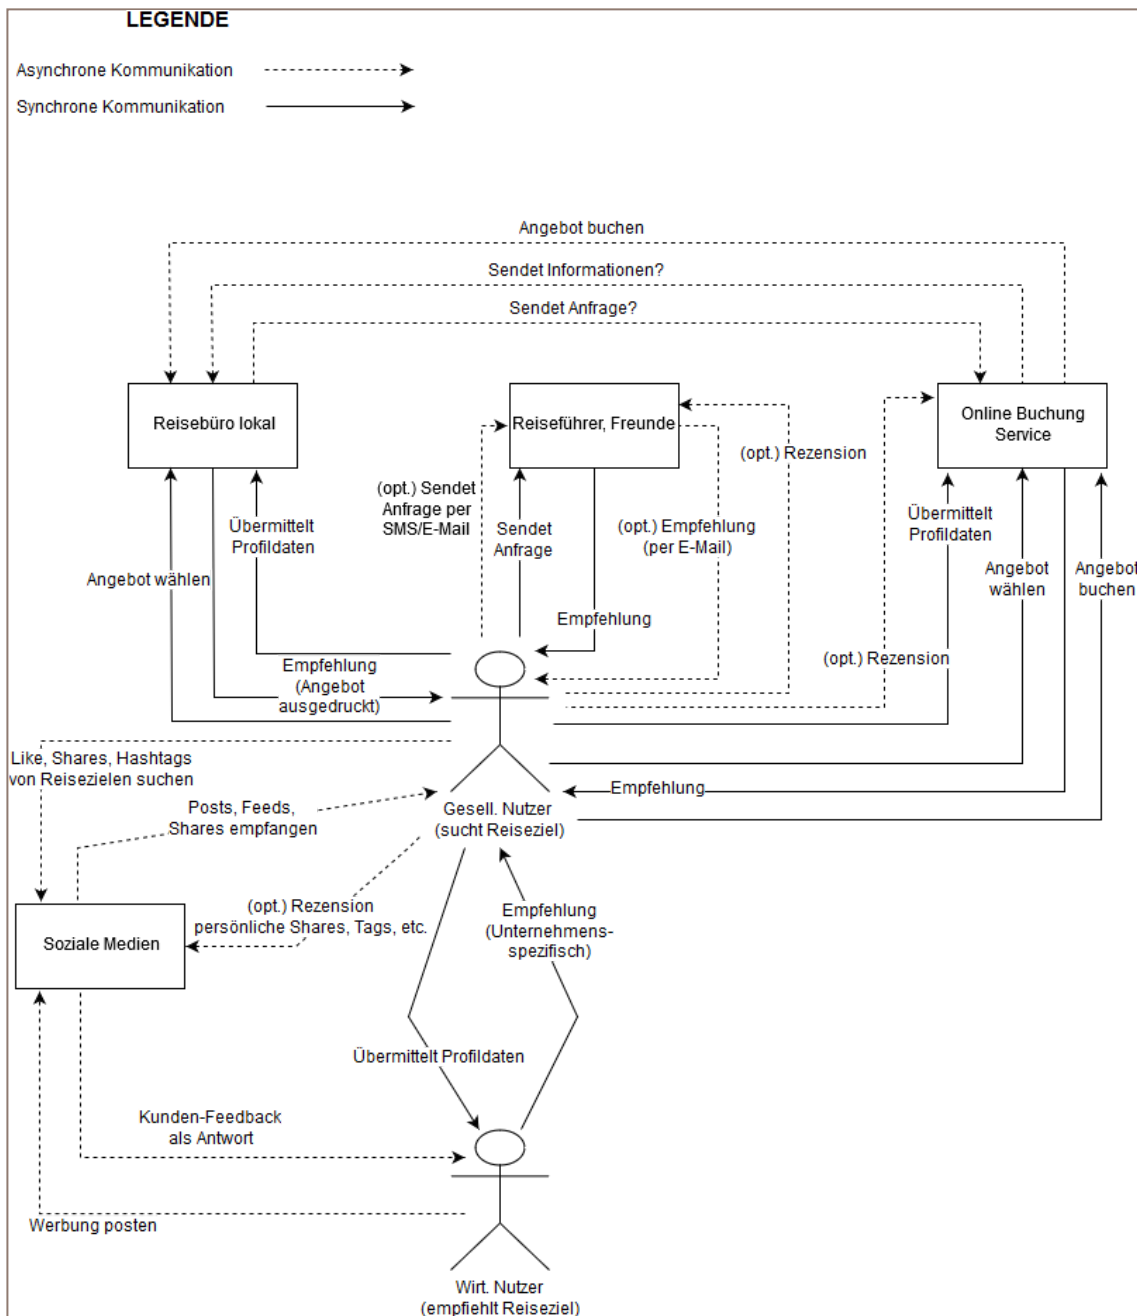 LEGENDE
Asynchrone Kommunikation
Synchrone Kommunikation
Angebot buchen
Sendet Informationen?
Sendet Anfrage?
Reisebüro lokal
Reiseführer, Freunde
Online Buchung
Service
(opt.) Rezension
(opt.) Sendet
Anfrage per
SMS/E-Mail
Sendet
Anfrage
(opt.) Empfehlung
(per E-Mail)
Übermittelt
Profildaten
Übermittelt
Profildaten
Angebot wählen
Angebot
wählen
Angebot
buchen
Empfehlung
Empfehlung
(Angebot
ausgedruckt)
(opt.) Rezension
Like, Shares, Hashtags
von Reisezielen suchen
Posts, Feeds,
Shares empfangen
Empfehlung
Gesell. Nutzer
(sucht Reiseziel)
(opt.) Rezension
persönliche Shares, Tags, etc.
Empfehlung
(Unternehmens-
spezifisch)
Soziale Medien
Übermittelt Profildaten
Kunden-Feedback
als Antwort
Werbung posten
Wirt. Nutzer
(empfiehlt Reiseziel)